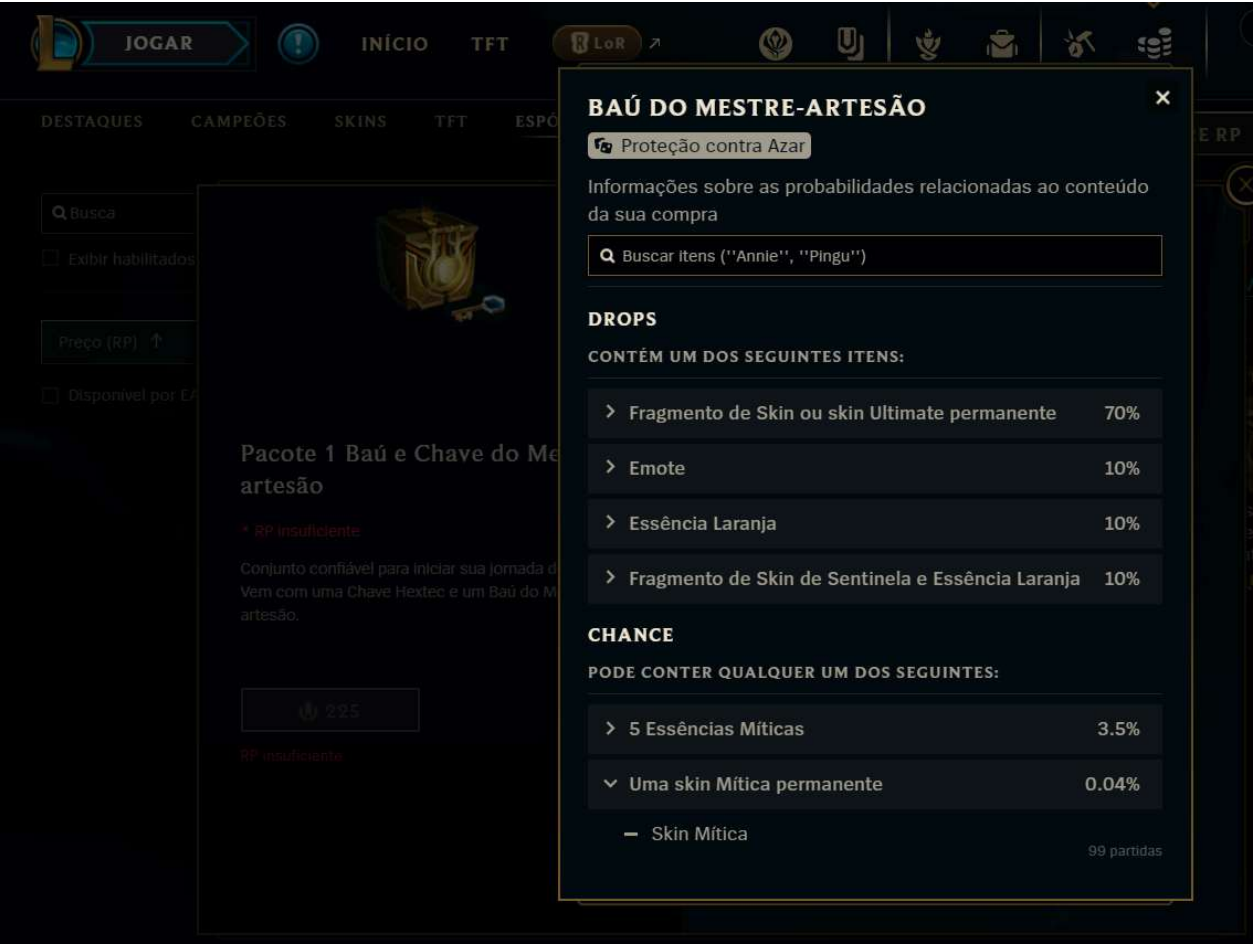 JOGAR
INÍCIO
TFT
LoR
DESTAQUES
CAMPEÕES
SKINS
TFT
ESPÓ
E RP
Busca
Exibir habilitados
Preço (RP)
Disponível por EA
Pacote 1 Baú e Chave do Me
artesão
* RP insuficiente
Conjunto confiável para iniciar sua jornada d
Vem com uma Chave Hextec e um Baú do M
artesão.
225
RP insuficiente
BAÚ DO MESTRE-ARTESÃO
Proteção contra Azar
Informações sobre as probabilidades relacionadas ao conteúdo
da sua compra
Buscar itens (''Annie'', ''Pingu'')
DROPS
CONTÉM UM DOS SEGUINTES ITENS:
Fragmento de Skin ou skin Ultimate permanente 70%
Emote 10%
Essência Laranja 10%
Fragmento de Skin de Sentinela e Essência Laranja 10%
CHANCE
PODE CONTER QUALQUER UM DOS SEGUINTES:
5 Essências Míticas 3.5%
Uma skin Mítica permanente 0.04%
Skin Mítica
99 partidas